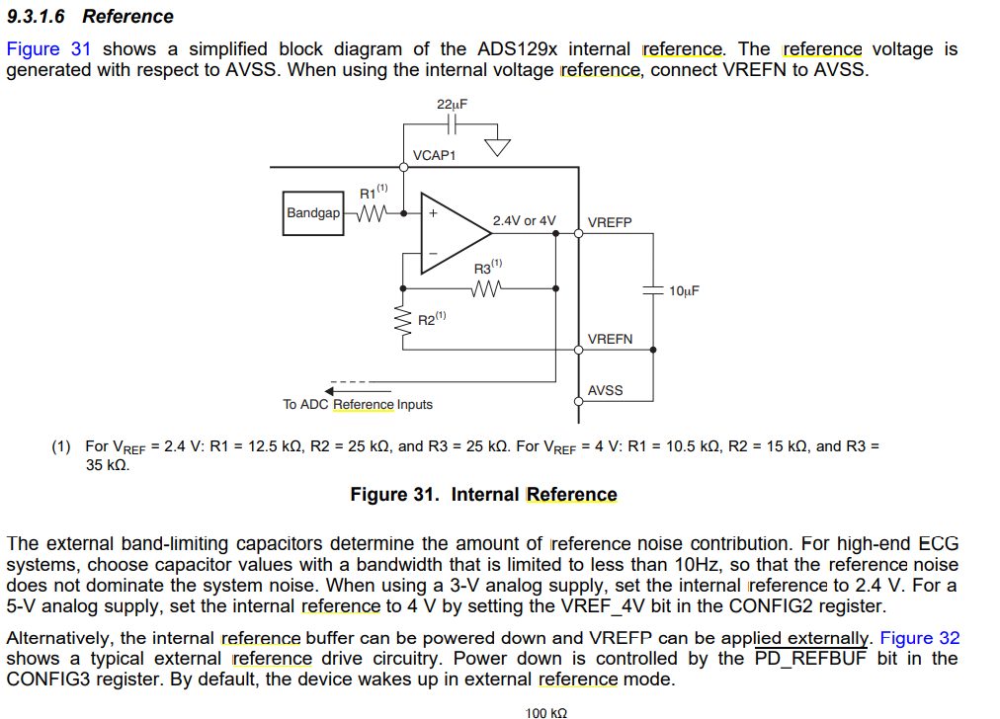 9.3.1.6 Reference
Figure 31 shows a simplified block diagram of the ADS129x internal reference. The reference voltage is
generated with respect to AVSS. When using the internal voltage reference, connect VREFN to AVSS.
22µF
VCAP1
R1(1)
Bandgap
+
2.4V or 4V
VREFP
−
R3(1)
10µF
R2(1)
VREFN
AVSS
To ADC Reference Inputs
(1) For VREF = 2.4 V: R1 = 12.5 kΩ, R2 = 25 kΩ, and R3 = 25 kΩ. For VREF = 4 V: R1 = 10.5 kΩ, R2 = 15 kΩ, and R3 =
35 kΩ.
Figure 31. Internal Reference
The external band-limiting capacitors determine the amount of reference noise contribution. For high-end ECG
systems, choose capacitor values with a bandwidth that is limited to less than 10Hz, so that the reference noise
does not dominate the system noise. When using a 3-V analog supply, set the internal reference to 2.4 V. For a
5-V analog supply, set the internal reference to 4 V by setting the VREF_4V bit in the CONFIG2 register.
Alternatively, the internal reference buffer can be powered down and VREFP can be applied externally. Figure 32
shows a typical external reference drive circuitry. Power down is controlled by the PD_REFBUF bit in the
CONFIG3 register. By default, the device wakes up in external reference mode.
100 kΩ